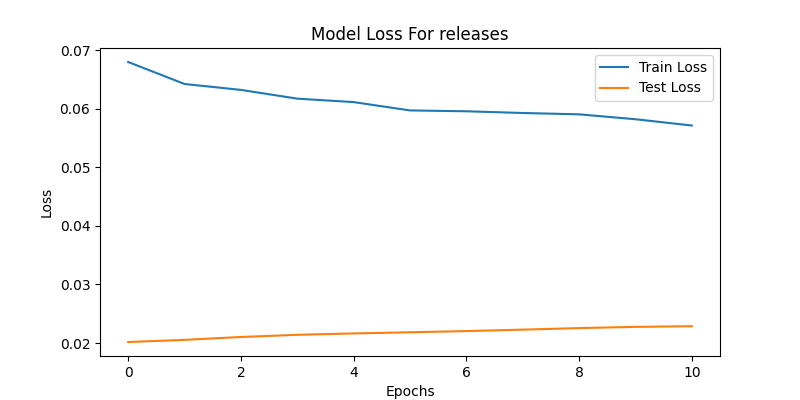 Model Loss For releases
Train Loss
Test Loss
0.07
0.06
0.05
0.04
0.03
0.02
Loss
0 2 4 6 8 10
Epochs